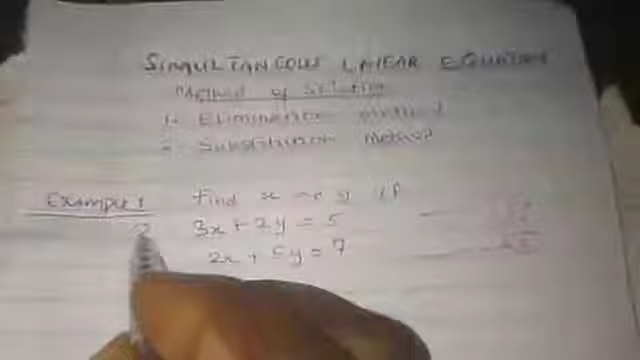 SIMULTANEOUS LINEAR EQUATION
Method of Solution
1. Elimination method
2. Substitution Method
Example 1 Find x and y if
2 3x + 2y = 5
2x + 5y = 7